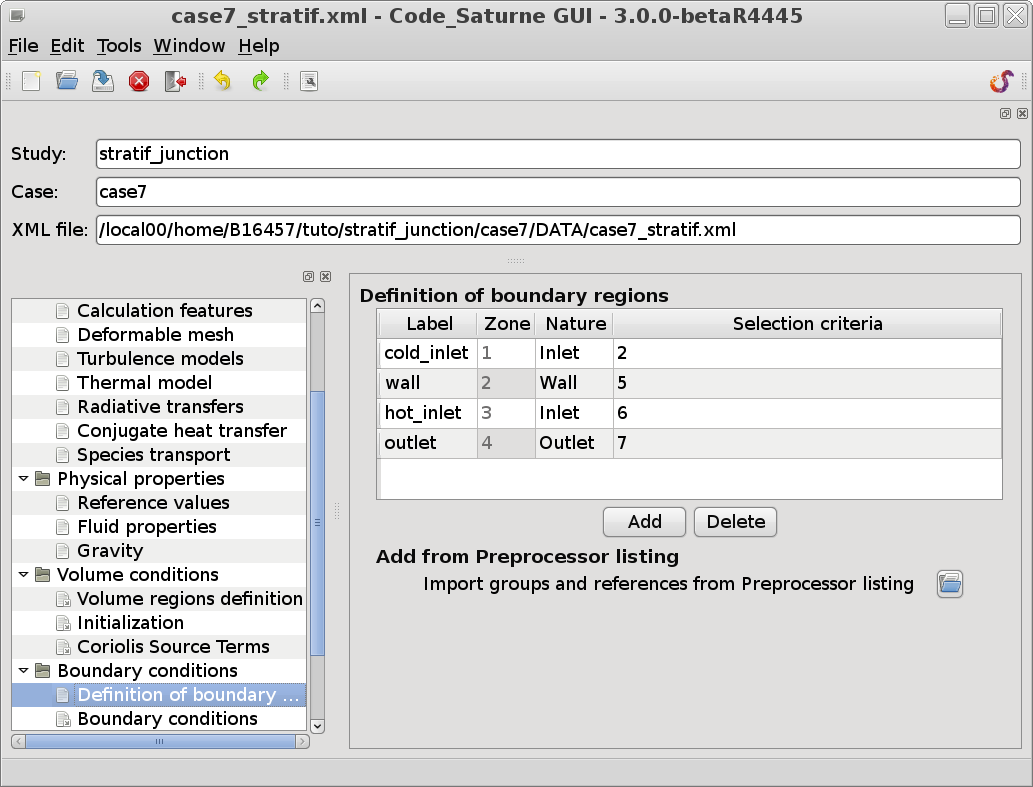 case7_stratif.xml - Code_Saturne GUI - 3.0.0-betaR4445
File Edit Tools Window Help
Study: stratif_junction
Case: case7
XML file: /local00/home/B16457/tuto/stratif_junction/case7/DATA/case7_stratif.xml
Calculation features
Deformable mesh
Turbulence models
Thermal model
Radiative transfers
Conjugate heat transfer
Species transport
Physical properties
Reference values
Fluid properties
Gravity
Volume conditions
Volume regions definition
Initialization
Coriolis Source Terms
Boundary conditions
Definition of boundary ...
Boundary conditions
Definition of boundary regions
Label Zone Nature Selection criteria
cold_inlet 1 Inlet 2
wall 2 Wall 5
hot_inlet 3 Inlet 6
outlet 4 Outlet 7
Add Delete
Add from Preprocessor listing
Import groups and references from Preprocessor listing